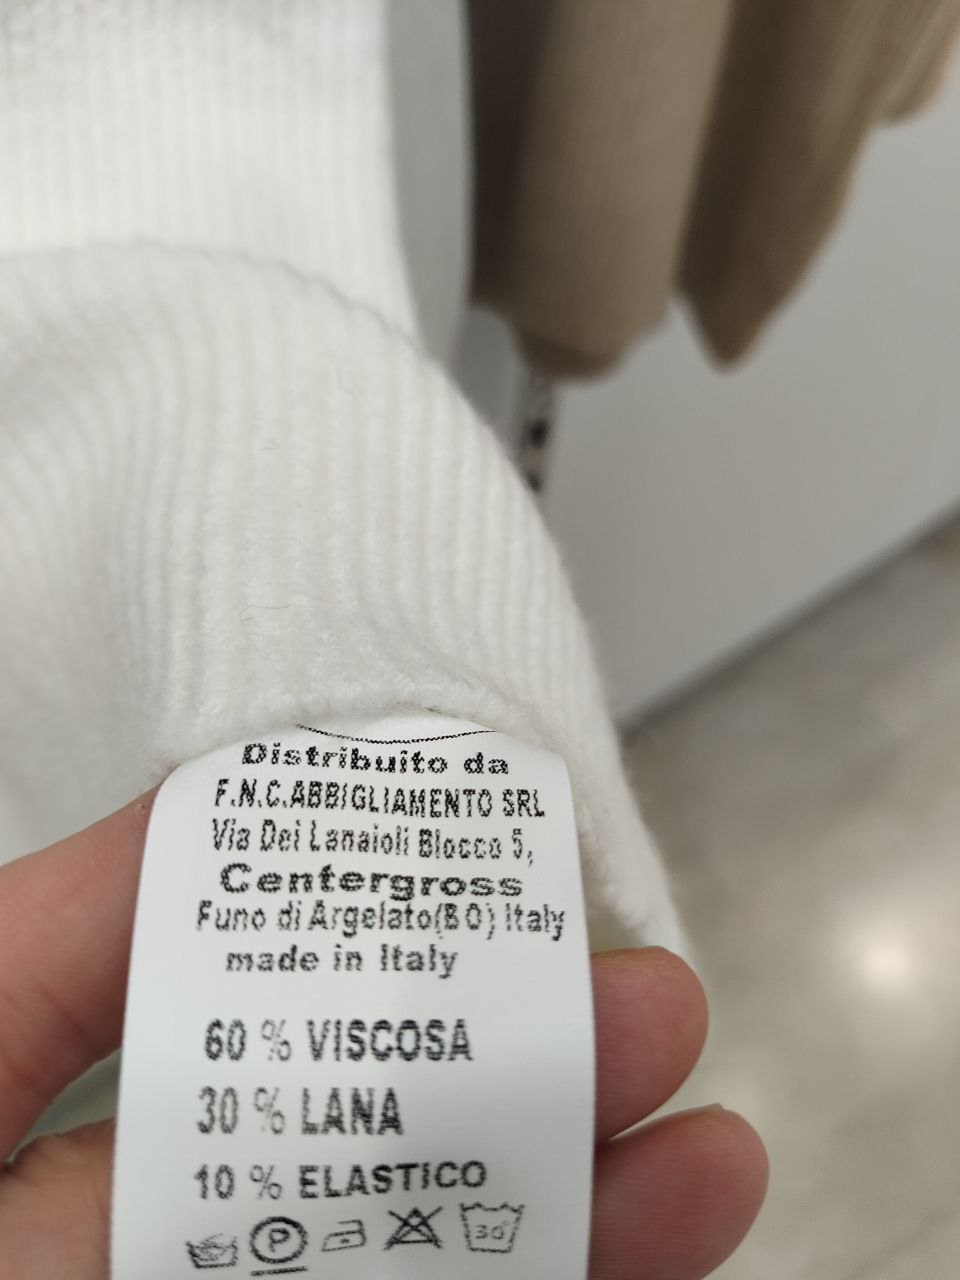 Distribuito da
F.N.C.ABBIGLIAMENTO SRL
Via Dei Lanaioli Blocco 5,
Centergross
Funo di Argelato(BO) Italy
made in Italy
60 % VISCOSA
30 % LANA
10 % ELASTICO
P 30°